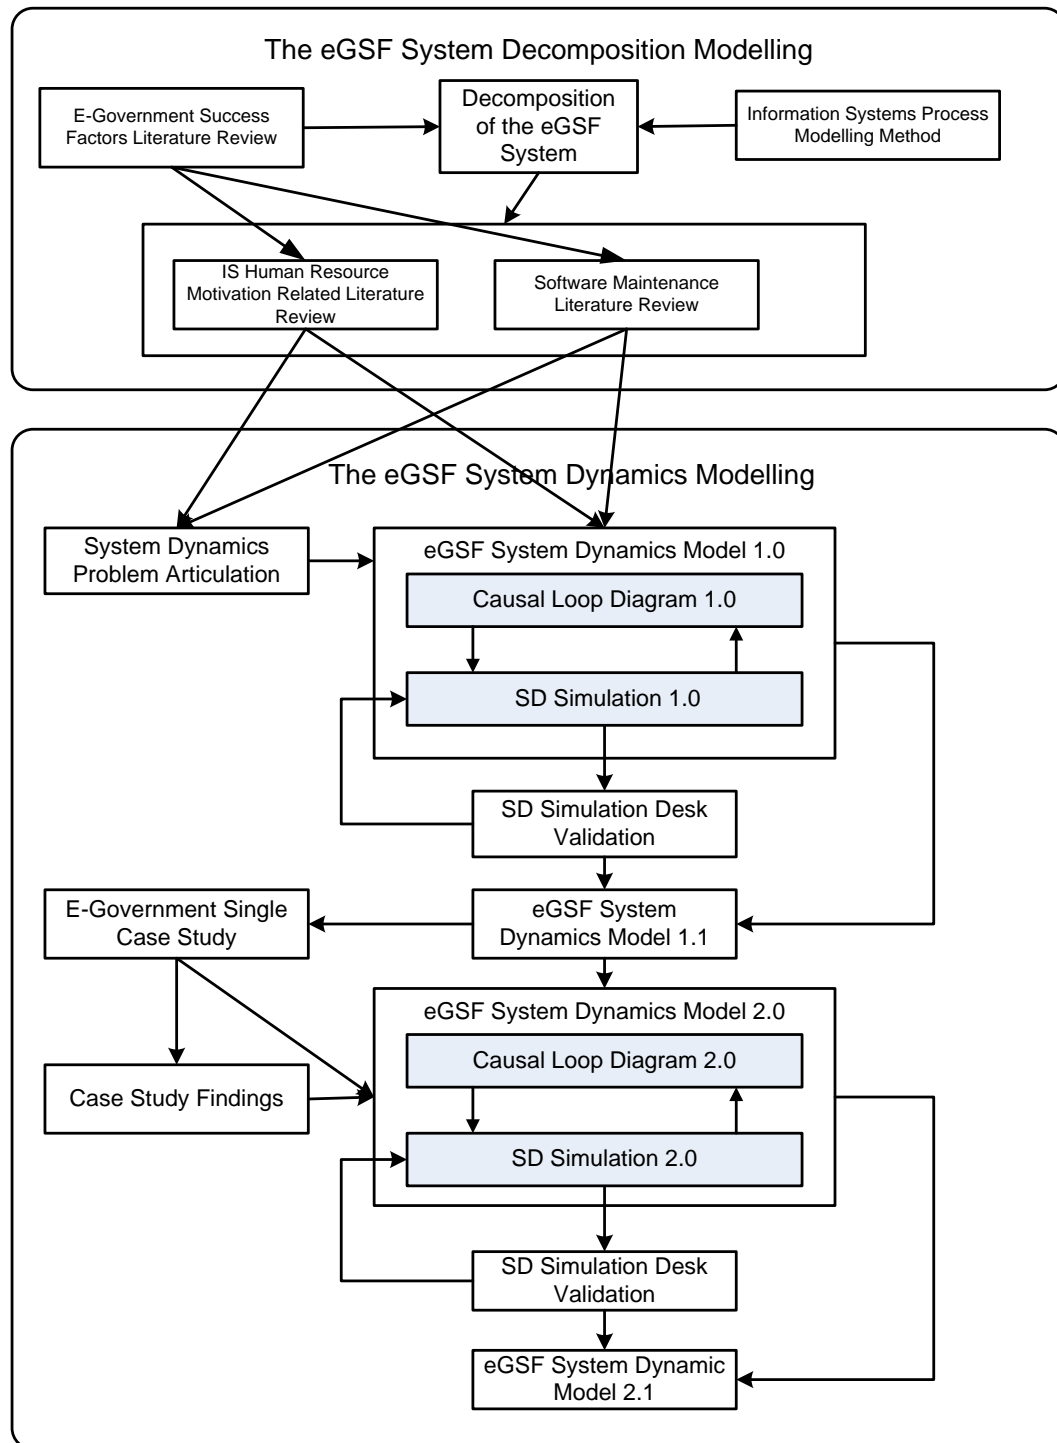 The eGSF System Decomposition Modelling
E-Government Success
Factors Literature Review
Decomposition
of the eGSF
System
Information Systems Process
Modelling Method
IS Human Resource
Motivation Related Literature
Review
Software Maintenance
Literature Review
The eGSF System Dynamics Modelling
System Dynamics
Problem Articulation
eGSF System Dynamics Model 1.0
Causal Loop Diagram 1.0
SD Simulation 1.0
SD Simulation Desk
Validation
E-Government Single
Case Study
eGSF System
Dynamics Model 1.1
eGSF System Dynamics Model 2.0
Causal Loop Diagram 2.0
Case Study Findings
SD Simulation 2.0
SD Simulation Desk
Validation
eGSF System Dynamic
Model 2.1